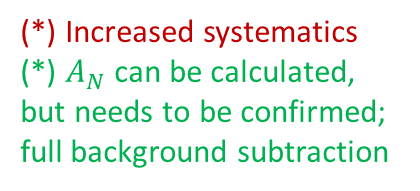 (*) Increased systematics
(*) $A_N$ can be calculated,
but needs to be confirmed;
full background subtraction